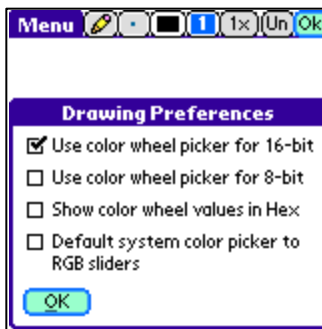 Menu 1 1x Un Ok
Drawing Preferences
Use color wheel picker for 16-bit
Use color wheel picker for 8-bit
Show color wheel values in Hex
Default system color picker to
RGB sliders
OK